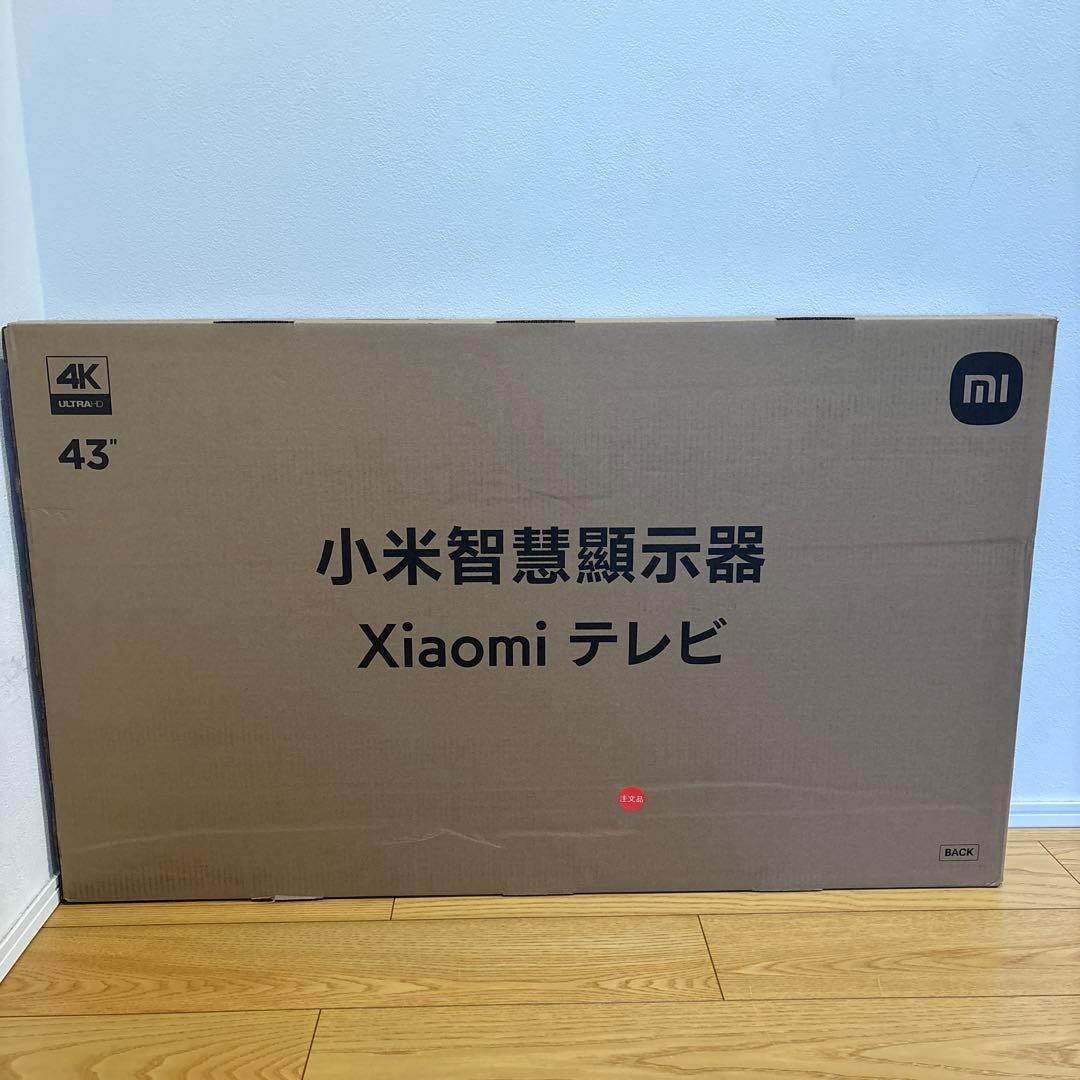 4K
ULTRA HD
43"
mi
小米智慧顯示器
Xiaomi テレビ
注文品
BACK